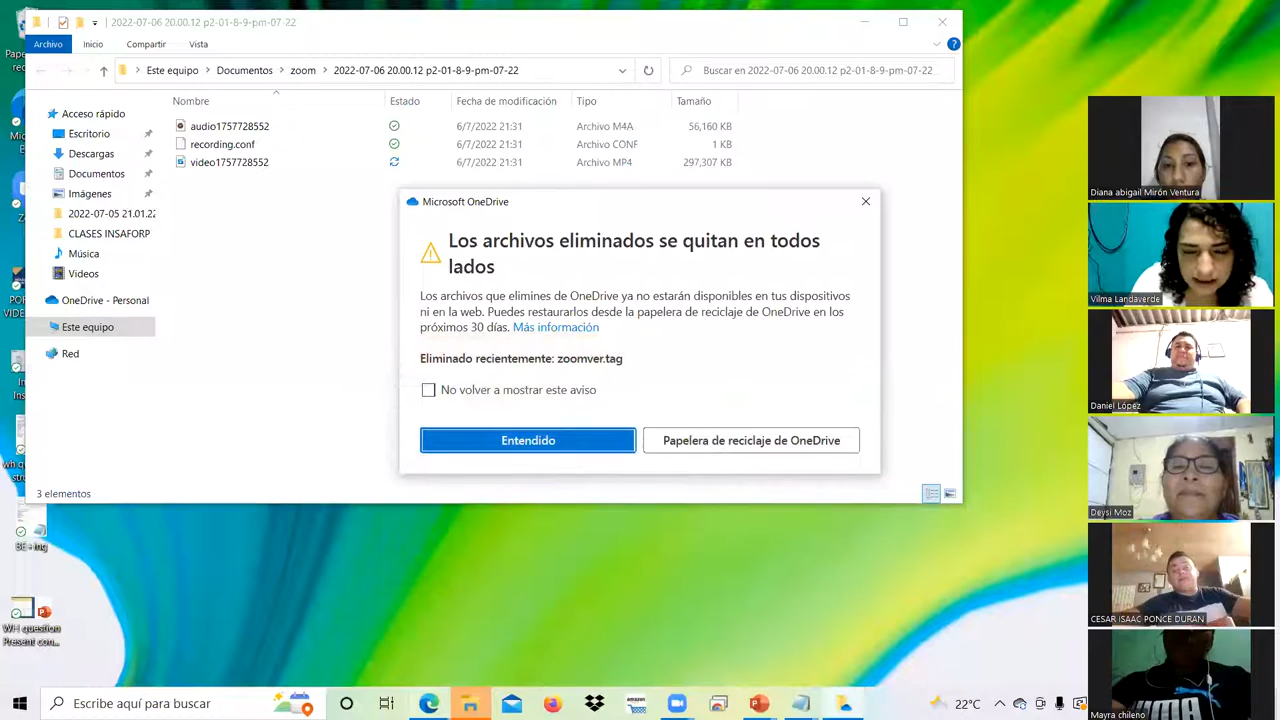 2022-07-06 20.00.12 p2-01-8-9-pm-07-22
Archivo Inicio Compartir Vista
Este equipo Documentos zoom 2022-07-06 20.00.12 p2-01-8-9-pm-07-22
Buscar en 2022-07-06 20.00.12 p2-01-8-9-pm-07-22
Nombre Estado Fecha de modificación Tipo Tamaño
audio1757728552 6/7/2022 21:31 Archivo M4A 56,160 KB
recording.conf 6/7/2022 21:31 Archivo CONF 1 KB
video1757728552 6/7/2022 21:31 Archivo MP4 297,307 KB
Acceso rápido
Escritorio
Descargas
Documentos
Imágenes
2022-07-05 21.01.22
CLASES INSAFORP
Música
Videos
OneDrive - Personal
Este equipo
Red
3 elementos
Microsoft OneDrive
Los archivos eliminados se quitan en todos
lados
Los archivos que elimines de OneDrive ya no estarán disponibles en tus dispositivos
ni en la web. Puedes restaurarlos desde la papelera de reciclaje de OneDrive en los
próximos 30 días. Más información
Eliminado recientemente: zoomver.tag
No volver a mostrar este aviso
Entendido
Papelera de reciclaje de OneDrive
BE -ing
WH question
Present con...
Diana abigail Mirón Ventura
Vilma Landaverde
Daniel López
Deysi Moz
CESAR ISAAC PONCE DURAN
Mayra chileno
Escribe aquí para buscar
amazon
22°C